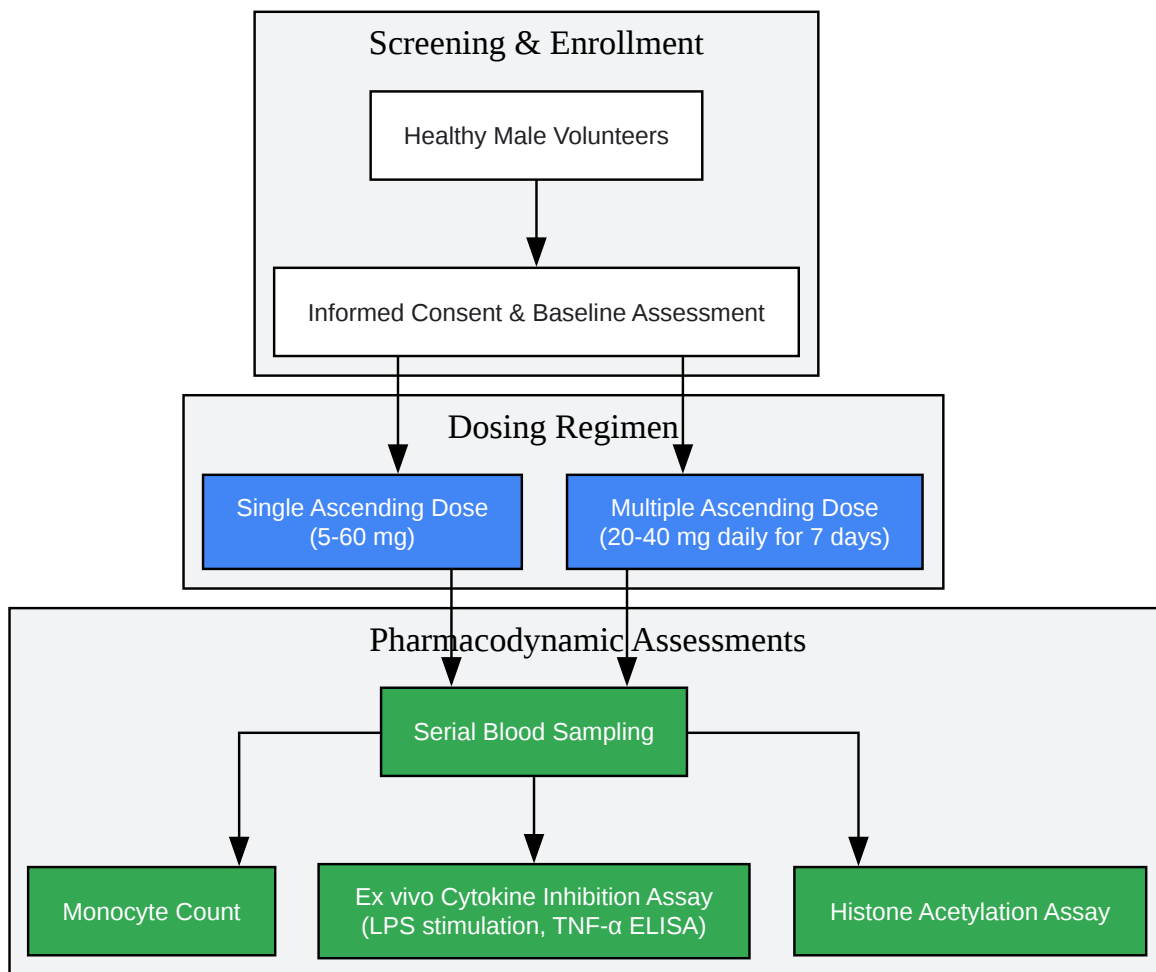 Screening & Enrollment
Healthy Male Volunteers
Informed Consent & Baseline Assessment
Dosing Regimen
Single Ascending Dose
(5-60 mg)
Multiple Ascending Dose
(20-40 mg daily for 7 days)
Pharmacodynamic Assessments
Serial Blood Sampling
Monocyte Count
Ex vivo Cytokine Inhibition Assay
(LPS stimulation, TNF-α ELISA)
Histone Acetylation Assay